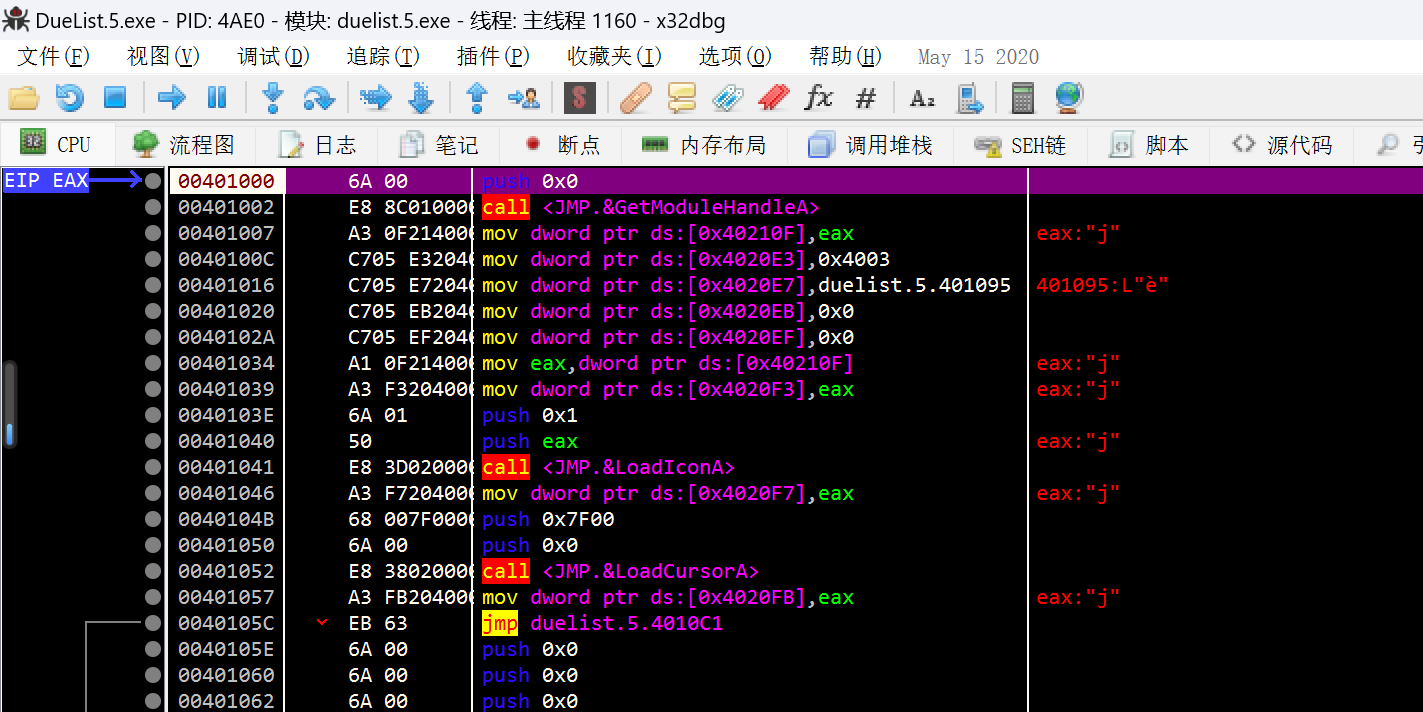 DueList.5.exe - PID: 4AE0 - 模块: duelist.5.exe - 线程: 主线程 1160 - x32dbg
文件(F) 视图(V) 调试(D) 追踪(T) 插件(P) 收藏夹(I) 选项(O) 帮助(H) May 15 2020
CPU 流程图 日志 笔记 断点 内存布局 调用堆栈 SEH链 脚本 源代码
EIP EAX 00401000 6A 00 push 0x0
00401002 E8 8C010000 call <JMP.&GetModuleHandleA>
00401007 A3 0F214000 mov dword ptr ds:[0x40210F],eax eax:"j"
0040100C C705 E32040 mov dword ptr ds:[0x4020E3],0x4003
00401016 C705 E72040 mov dword ptr ds:[0x4020E7],duelist.5.401095 401095:L"è"
00401020 C705 EB2040 mov dword ptr ds:[0x4020EB],0x0
0040102A C705 EF2040 mov dword ptr ds:[0x4020EF],0x0
00401034 A1 0F214000 mov eax,dword ptr ds:[0x40210F] eax:"j"
00401039 A3 F3204000 mov dword ptr ds:[0x4020F3],eax eax:"j"
0040103E 6A 01 push 0x1
00401040 50 push eax eax:"j"
00401041 E8 3D020000 call <JMP.&LoadIconA>
00401046 A3 F7204000 mov dword ptr ds:[0x4020F7],eax eax:"j"
0040104B 68 007F0000 push 0x7F00
00401050 6A 00 push 0x0
00401052 E8 38020000 call <JMP.&LoadCursorA>
00401057 A3 FB204000 mov dword ptr ds:[0x4020FB],eax eax:"j"
0040105C EB 63 jmp duelist.5.4010C1
0040105E 6A 00 push 0x0
00401060 6A 00 push 0x0
00401062 6A 00 push 0x0